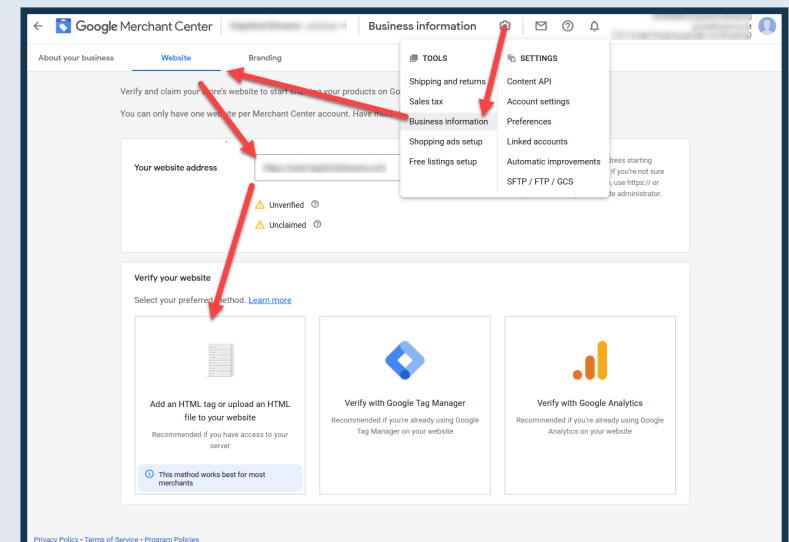 Google Merchant Center
Business information
About your business
Website
Branding
TOOLS
Shipping and returns
Sales tax
Business information
Shopping ads setup
Free listings setup
SETTINGS
Content API
Account settings
Preferences
Linked accounts
Automatic improvements
SFTP / FTP / GCS
Verify and claim your store's website to start your products on Go
You can only have one website per Merchant Center account. Have more
Your website address
dress starting
If you're not sure
, use https:// or
te administrator.
Unverified
Unclaimed
Verify your website
Select your preferred method. Learn more
Add an HTML tag or upload an HTML
file to your website
Recommended if you have access to your
server
This method works best for most
merchants
Verify with Google Tag Manager
Recommended if you're already using Google
Tag Manager on your website
Verify with Google Analytics
Recommended if you're already using Google
Analytics on your website
Privacy Policy • Terms of Service • Program Policies